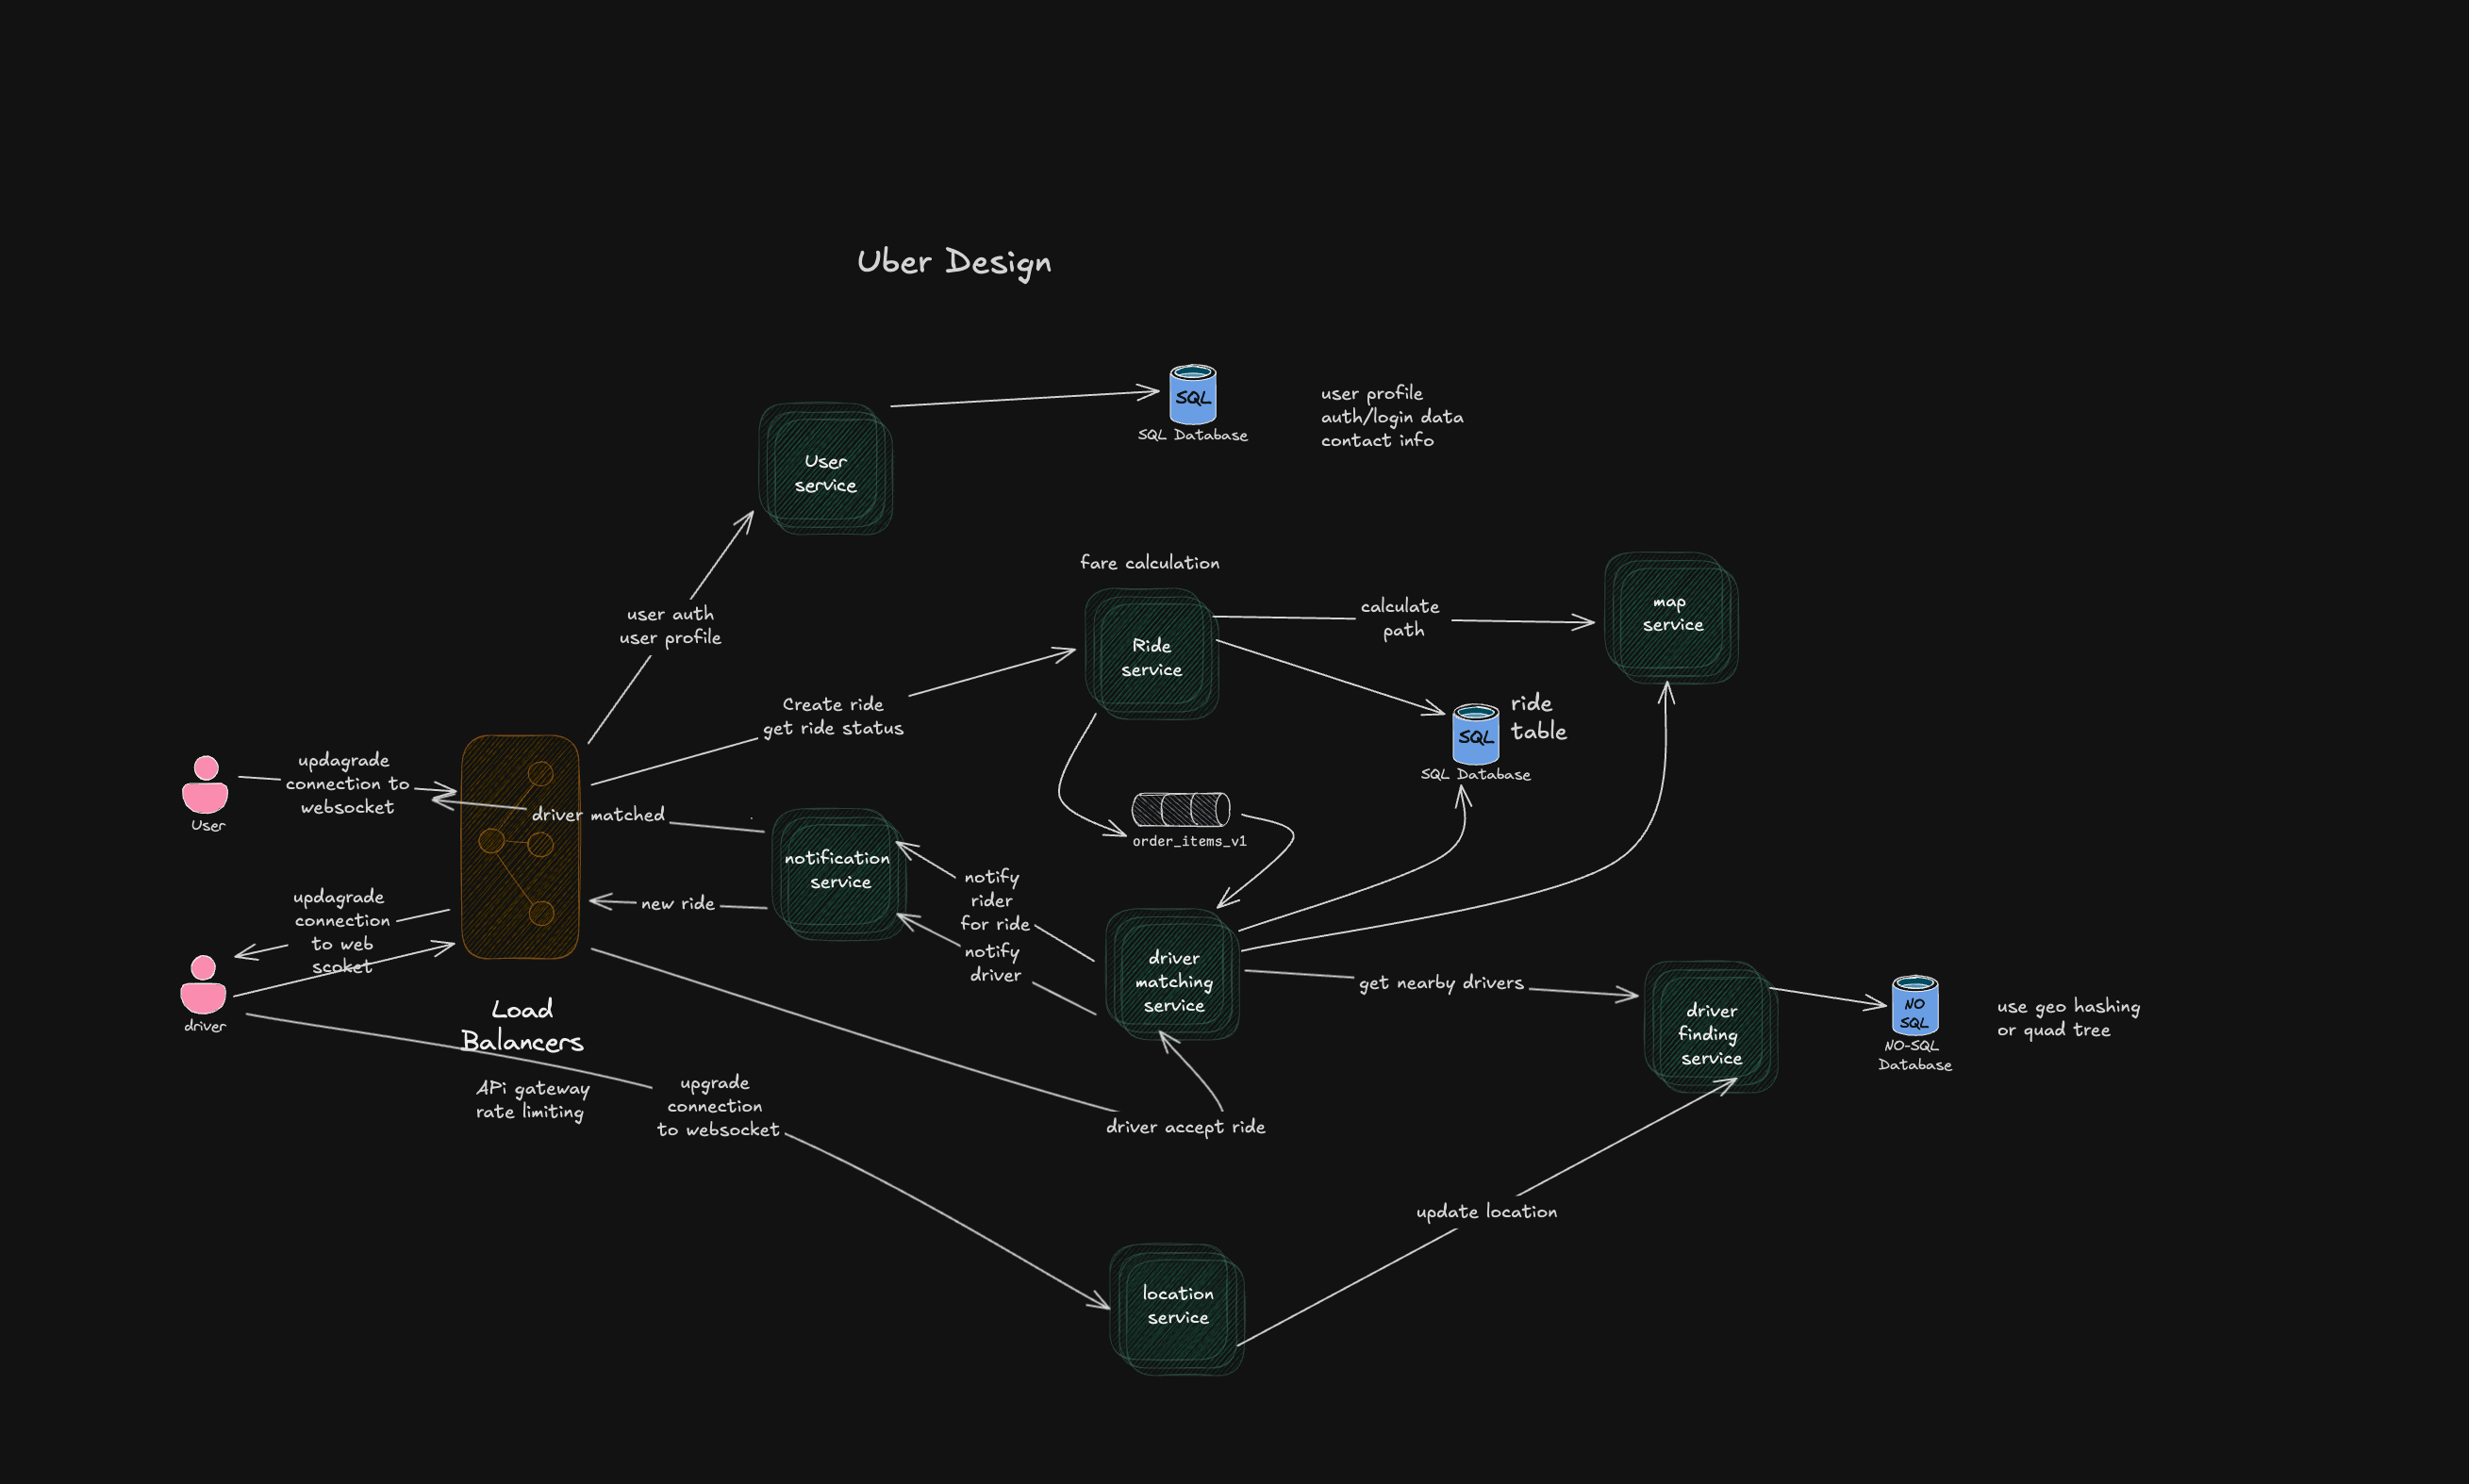 Uber Design
SQL
SQL Database
user profile
auth/login data
contact info
User
service
user auth
user profile
fare calculation
Ride
service
calculate
path
map
service
Create ride
get ride status
ride
table
SQL
SQL Database
updagrade
connection to
websocket
User
driver matched
order_items_v1
notification
service
notify
rider
for ride
new ride
notify
driver
updagrade
connection
to web
scoket
driver
driver
matching
service
get nearby drivers
driver
finding
service
NO
SQL
NO-SQL
Database
use geo hashing
or quad tree
Load
Balancers
APi gateway
rate limiting
upgrade
connection
to websocket
driver accept ride
update location
location
service